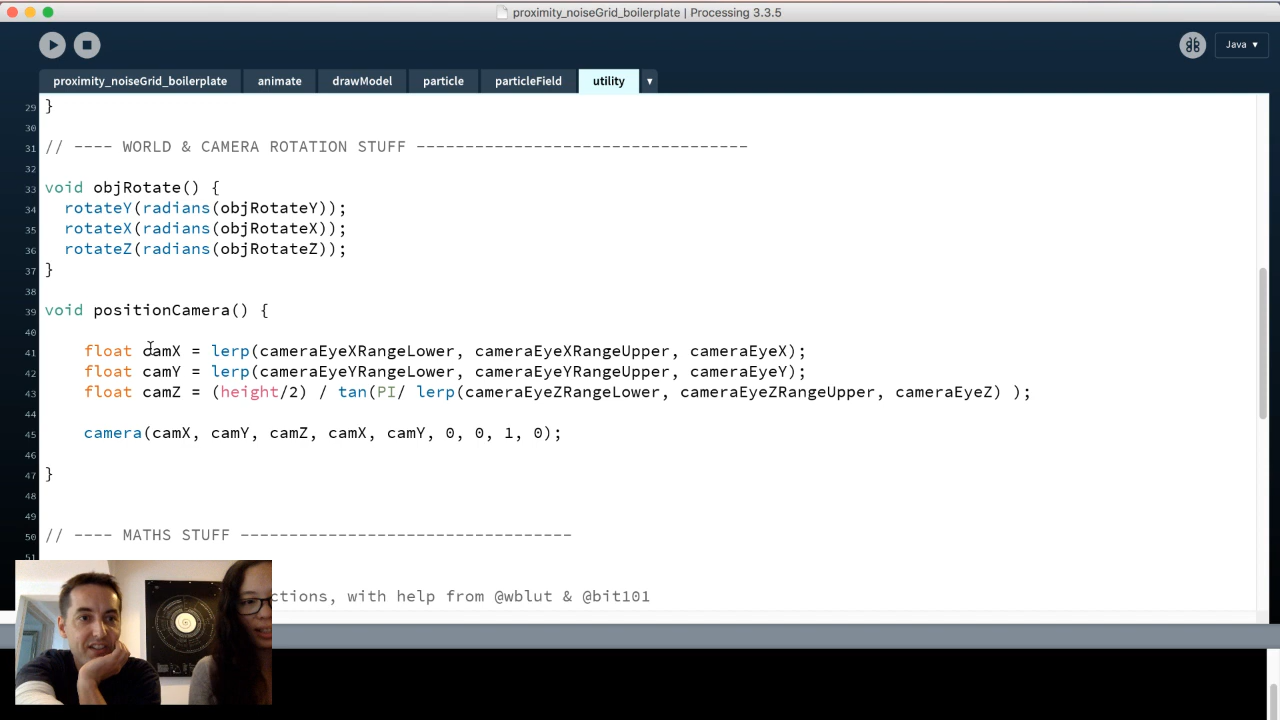 proximity_noiseGrid_boilerplate | Processing 3.3.5
Java ▾
proximity_noiseGrid_boilerplate animate drawModel particle particleField utility ▾
29 }
30
31 // ---- WORLD & CAMERA ROTATION STUFF ----------------------------------
32
33 void objRotate() {
34 rotateY(radians(objRotateY));
35 rotateX(radians(objRotateX));
36 rotateZ(radians(objRotateZ));
37 }
38
39 void positionCamera() {
40
41 float camX = lerp(cameraEyeXRangeLower, cameraEyeXRangeUpper, cameraEyeX);
42 float camY = lerp(cameraEyeYRangeLower, cameraEyeYRangeUpper, cameraEyeY);
43 float camZ = (height/2) / tan(PI/ lerp(cameraEyeZRangeLower, cameraEyeZRangeUpper, cameraEyeZ) );
44
45 camera(camX, camY, camZ, camX, camY, 0, 0, 1, 0);
46
47 }
48
49
50 // ---- MATHS STUFF ----------------------------------
51
ctions, with help from @wblut & @bit101